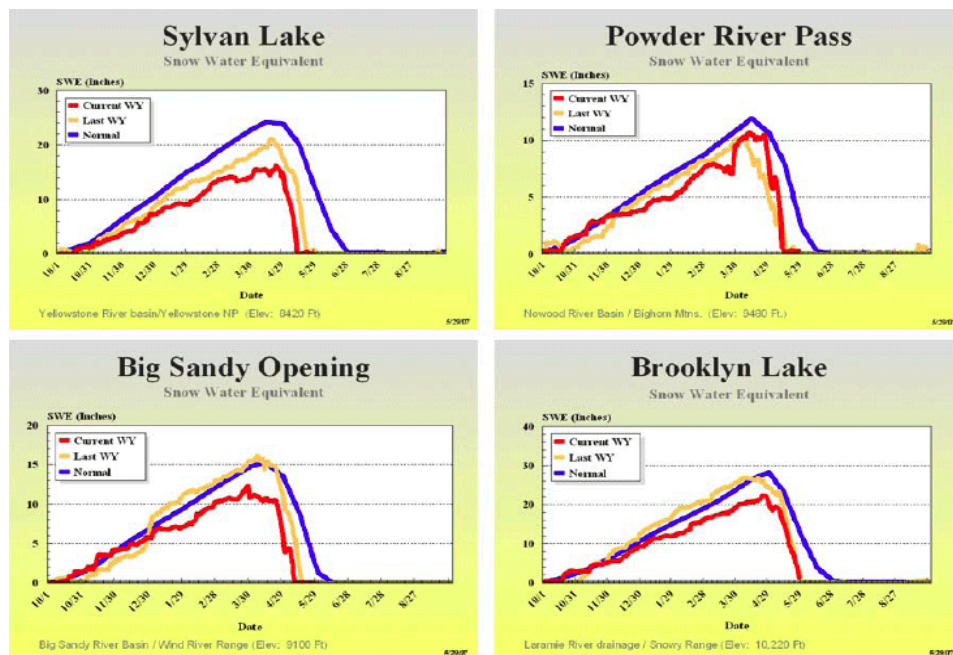 Sylvan Lake
Snow Water Equivalent
SWE (Inches)
30
20
10
0
Current WY
Last WY
Normal
10/1 10/31 11/30 12/30 1/29 2/28 3/30 4/29 5/29 6/28 7/28 8/27
Date
Yellowstone River basin/Yellowstone NP (Elev: 8420 Ft)
5/29/07
Powder River Pass
Snow Water Equivalent
SWE (Inches)
15
10
5
0
Current WY
Last WY
Normal
10/1 10/31 11/30 12/30 1/29 2/28 3/30 4/29 5/29 6/28 7/28 8/27
Date
Nowood River Basin / Bighorn Mtns. (Elev: 9480 Ft.)
Big Sandy Opening
Snow Water Equivalent
SWE (Inches)
20
15
10
5
0
Current WY
Last WY
Normal
10/1 10/31 11/30 12/30 1/29 2/28 3/30 4/29 5/29 6/28 7/28 8/27
Date
Big Sandy River Basin / Wind River Range (Elev: 9100 Ft)
Brooklyn Lake
Snow Water Equivalent
SWE (Inches)
40
30
20
10
0
Current WY
Last WY
Normal
10/1 10/31 11/30 12/30 1/29 2/28 3/30 4/29 5/29 6/28 7/28 8/27
Date
Laramie River drainage / Snowy Range (Elev: 10,220 Ft)